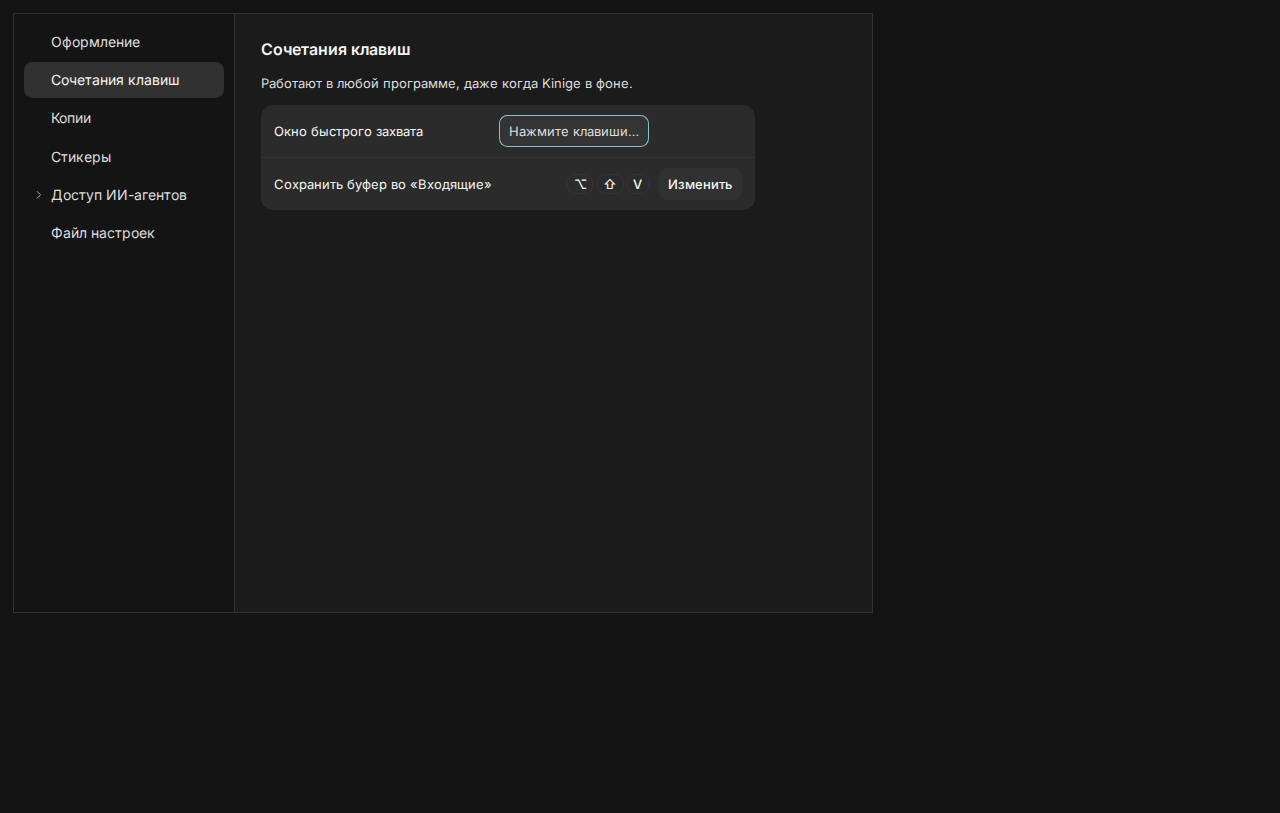 Оформление
Сочетания клавиш
Копии
Стикеры
Доступ ИИ-агентов
Файл настроек
Сочетания клавиш
Работают в любой программе, даже когда Kinige в фоне.
Окно быстрого захвата Нажмите клавиши…
Сохранить буфер во «Входящие» ⌥ ⇧ V Изменить